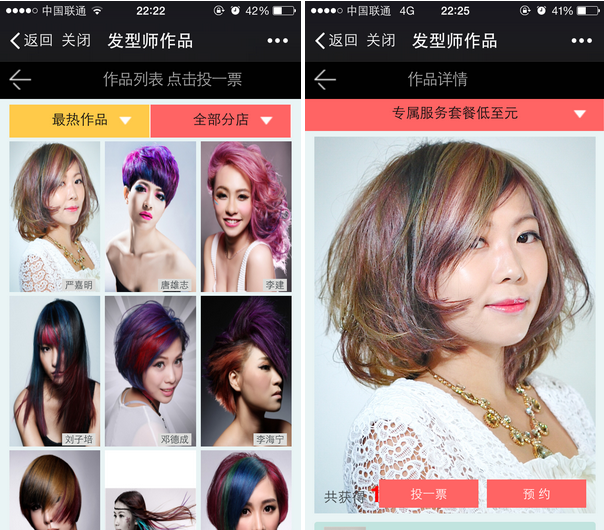 中国联通 22:22 42%
返回 关闭 发型师作品
作品列表 点击投一票
最热作品 全部分店
严嘉明 唐雄志 李建
刘子培 邓德成 李海宁
中国联通 4G 22:25 41%
返回 关闭 发型师作品
作品详情
专属服务套餐低至元
共获得
投一票 预约